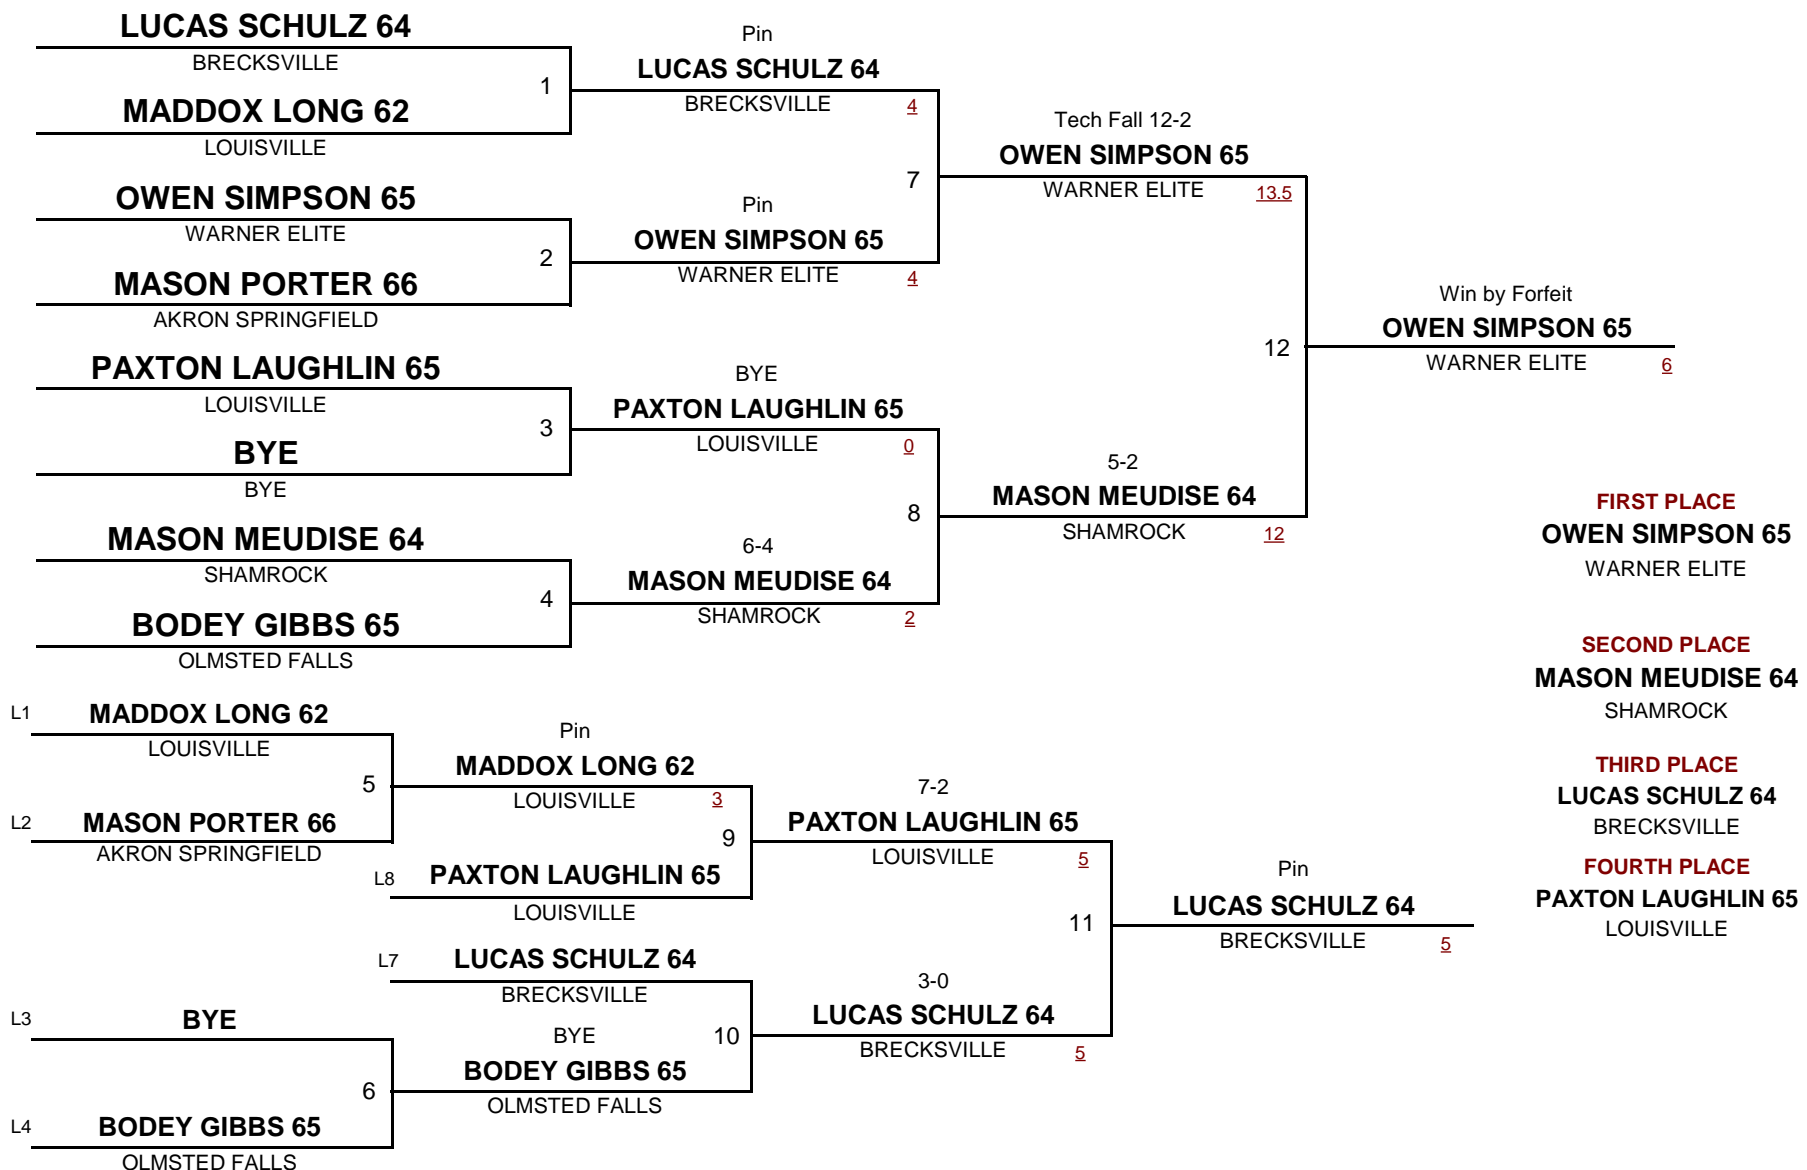 LUCAS SCHULZ 64
BRECKSVILLE
1
MADDOX LONG 62
LOUISVILLE
OWEN SIMPSON 65
WARNER ELITE
2
MASON PORTER 66
AKRON SPRINGFIELD
PAXTON LAUGHLIN 65
LOUISVILLE
3
BYE
BYE
MASON MEUDISE 64
SHAMROCK
4
BODEY GIBBS 65
OLMSTED FALLS
Pin
LUCAS SCHULZ 64
BRECKSVILLE 4
7
Pin
OWEN SIMPSON 65
WARNER ELITE 4
BYE
PAXTON LAUGHLIN 65
LOUISVILLE 0
8
6-4
MASON MEUDISE 64
SHAMROCK 2
Tech Fall 12-2
OWEN SIMPSON 65
WARNER ELITE 13.5
12
5-2
MASON MEUDISE 64
SHAMROCK 12
Win by Forfeit
OWEN SIMPSON 65
WARNER ELITE 6
FIRST PLACE
OWEN SIMPSON 65
WARNER ELITE
SECOND PLACE
MASON MEUDISE 64
SHAMROCK
THIRD PLACE
LUCAS SCHULZ 64
BRECKSVILLE
FOURTH PLACE
PAXTON LAUGHLIN 65
LOUISVILLE
L1 MADDOX LONG 62
LOUISVILLE
5
L2 MASON PORTER 66
AKRON SPRINGFIELD
L3 BYE
6
L4 BODEY GIBBS 65
OLMSTED FALLS
Pin
MADDOX LONG 62
LOUISVILLE 3
9
L8 PAXTON LAUGHLIN 65
LOUISVILLE
L7 LUCAS SCHULZ 64
BRECKSVILLE
BYE 10
BODEY GIBBS 65
OLMSTED FALLS
7-2
PAXTON LAUGHLIN 65
LOUISVILLE 5
11
3-0
LUCAS SCHULZ 64
BRECKSVILLE 5
Pin
LUCAS SCHULZ 64
BRECKSVILLE 5